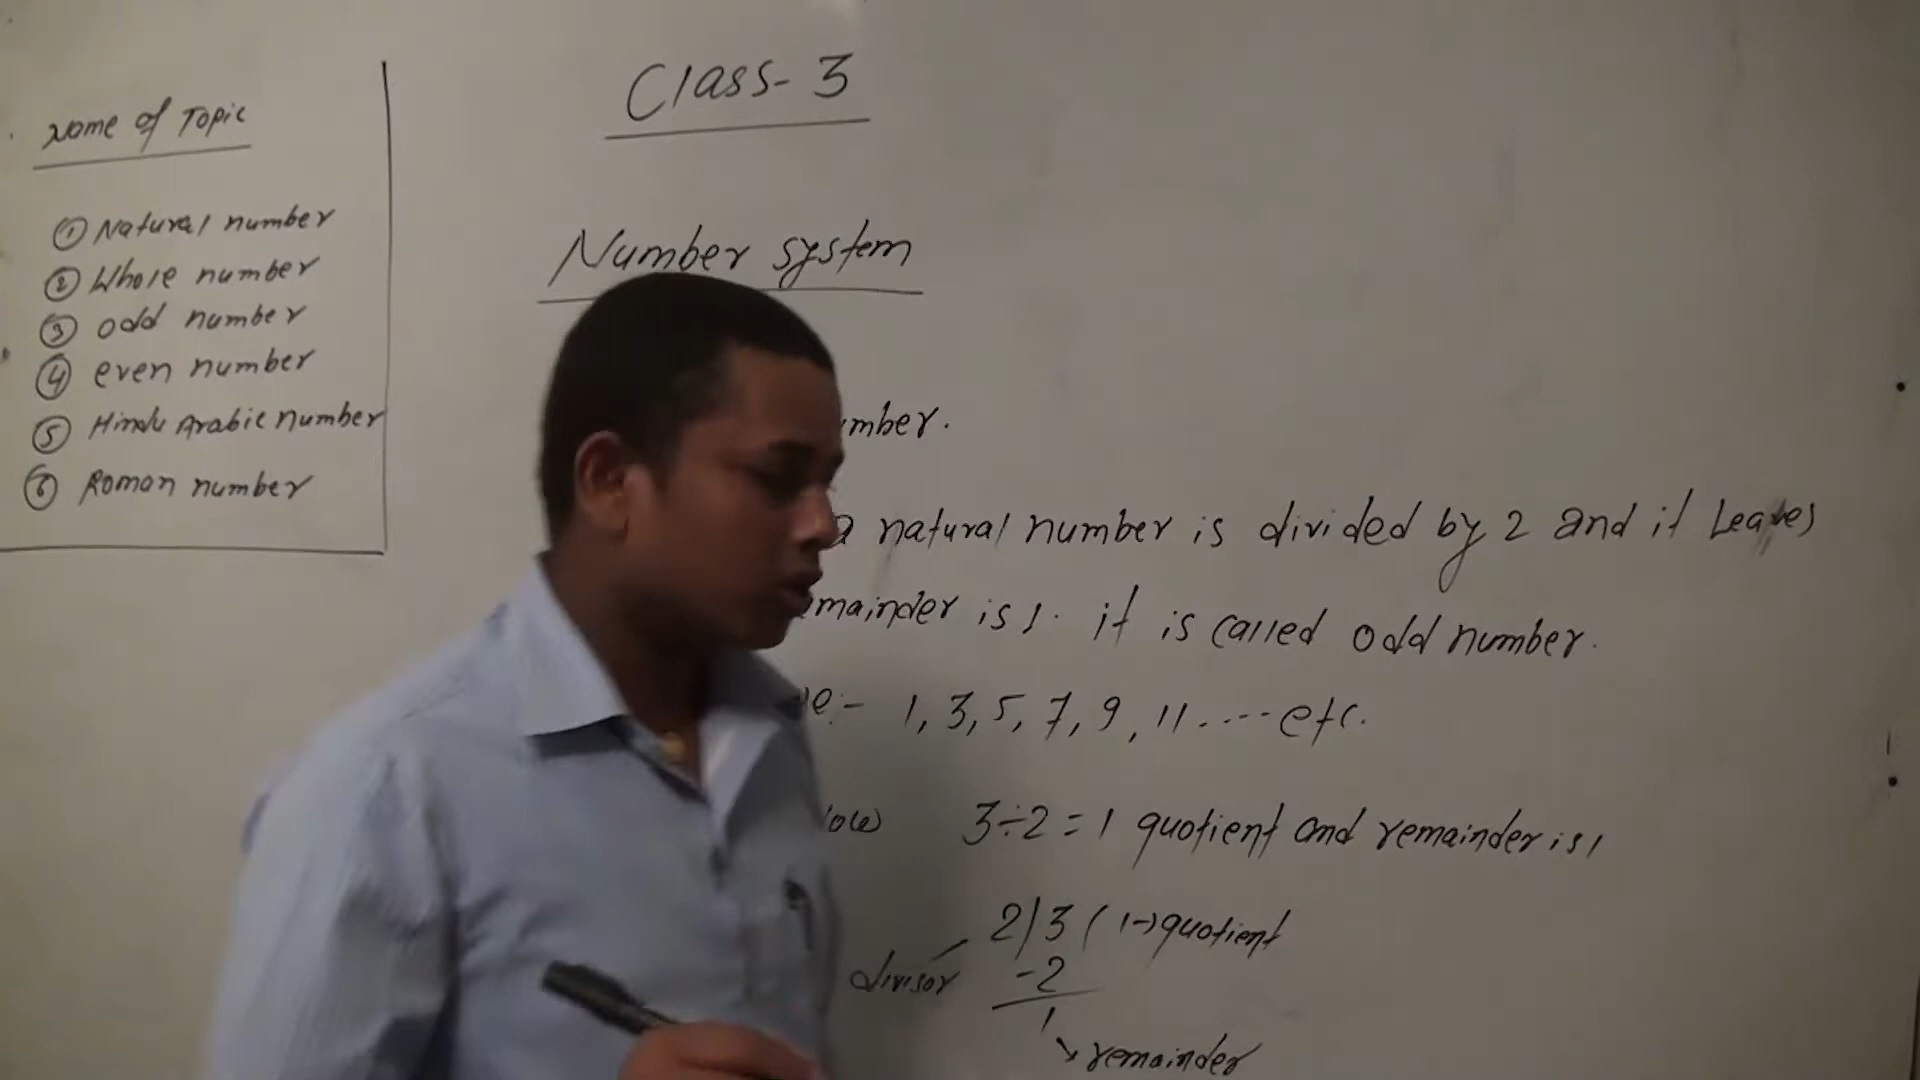 Name of Topic
① Natural number
② Whole number
③ odd number
④ even number
⑤ Hindu Arabic number
⑥ Roman number
Class-3
Number system
mber.
a natural number is divided by 2 and it Leaves
mainder is 1. it is called odd number.
e:- 1, 3, 5, 7, 9, 11.---- etc.
3÷2 = 1 quotient and remainder is 1
2)3(1→quotient
divisor -2
1
remainder